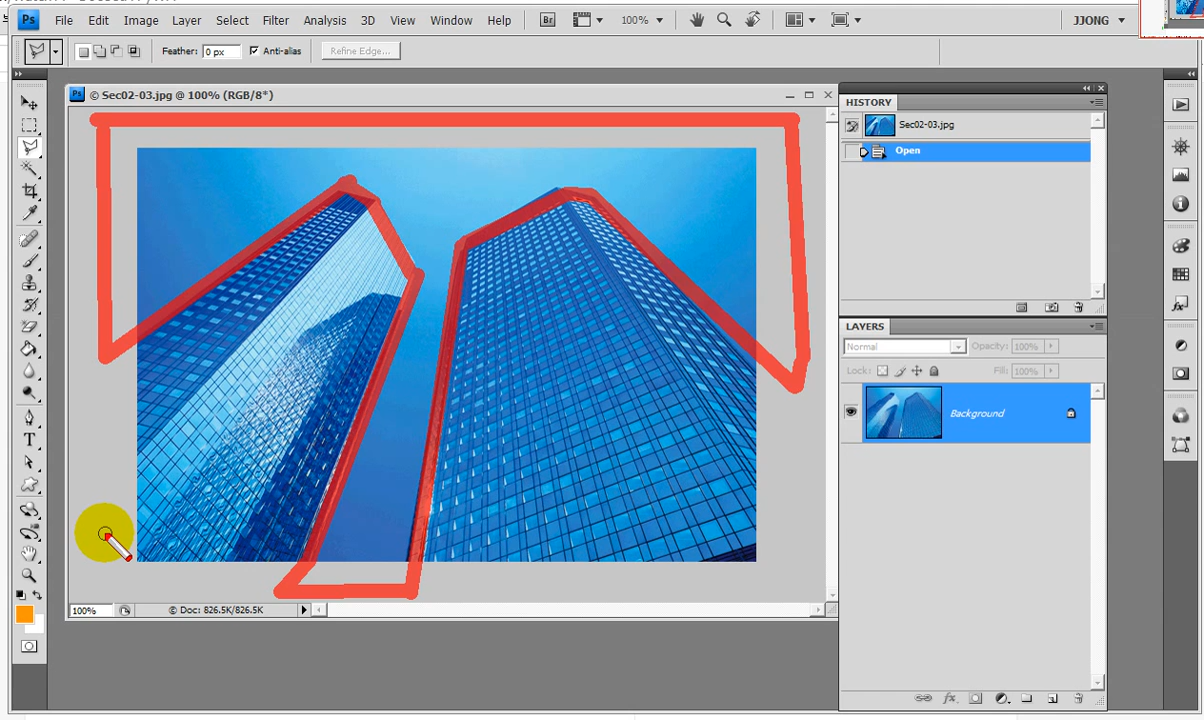 Ps File Edit Image Layer Select Filter Analysis 3D View Window Help Br 100% JJONG
Feather: 0 px Anti-alias Refine Edge...
Ps © Sec02-03.jpg @ 100% (RGB/8*)
HISTORY
Sec02-03.jpg
Open
LAYERS
Normal Opacity: 100%
Lock: Fill: 100%
Background
T
100% © Doc: 826.5K/826.5K
fx